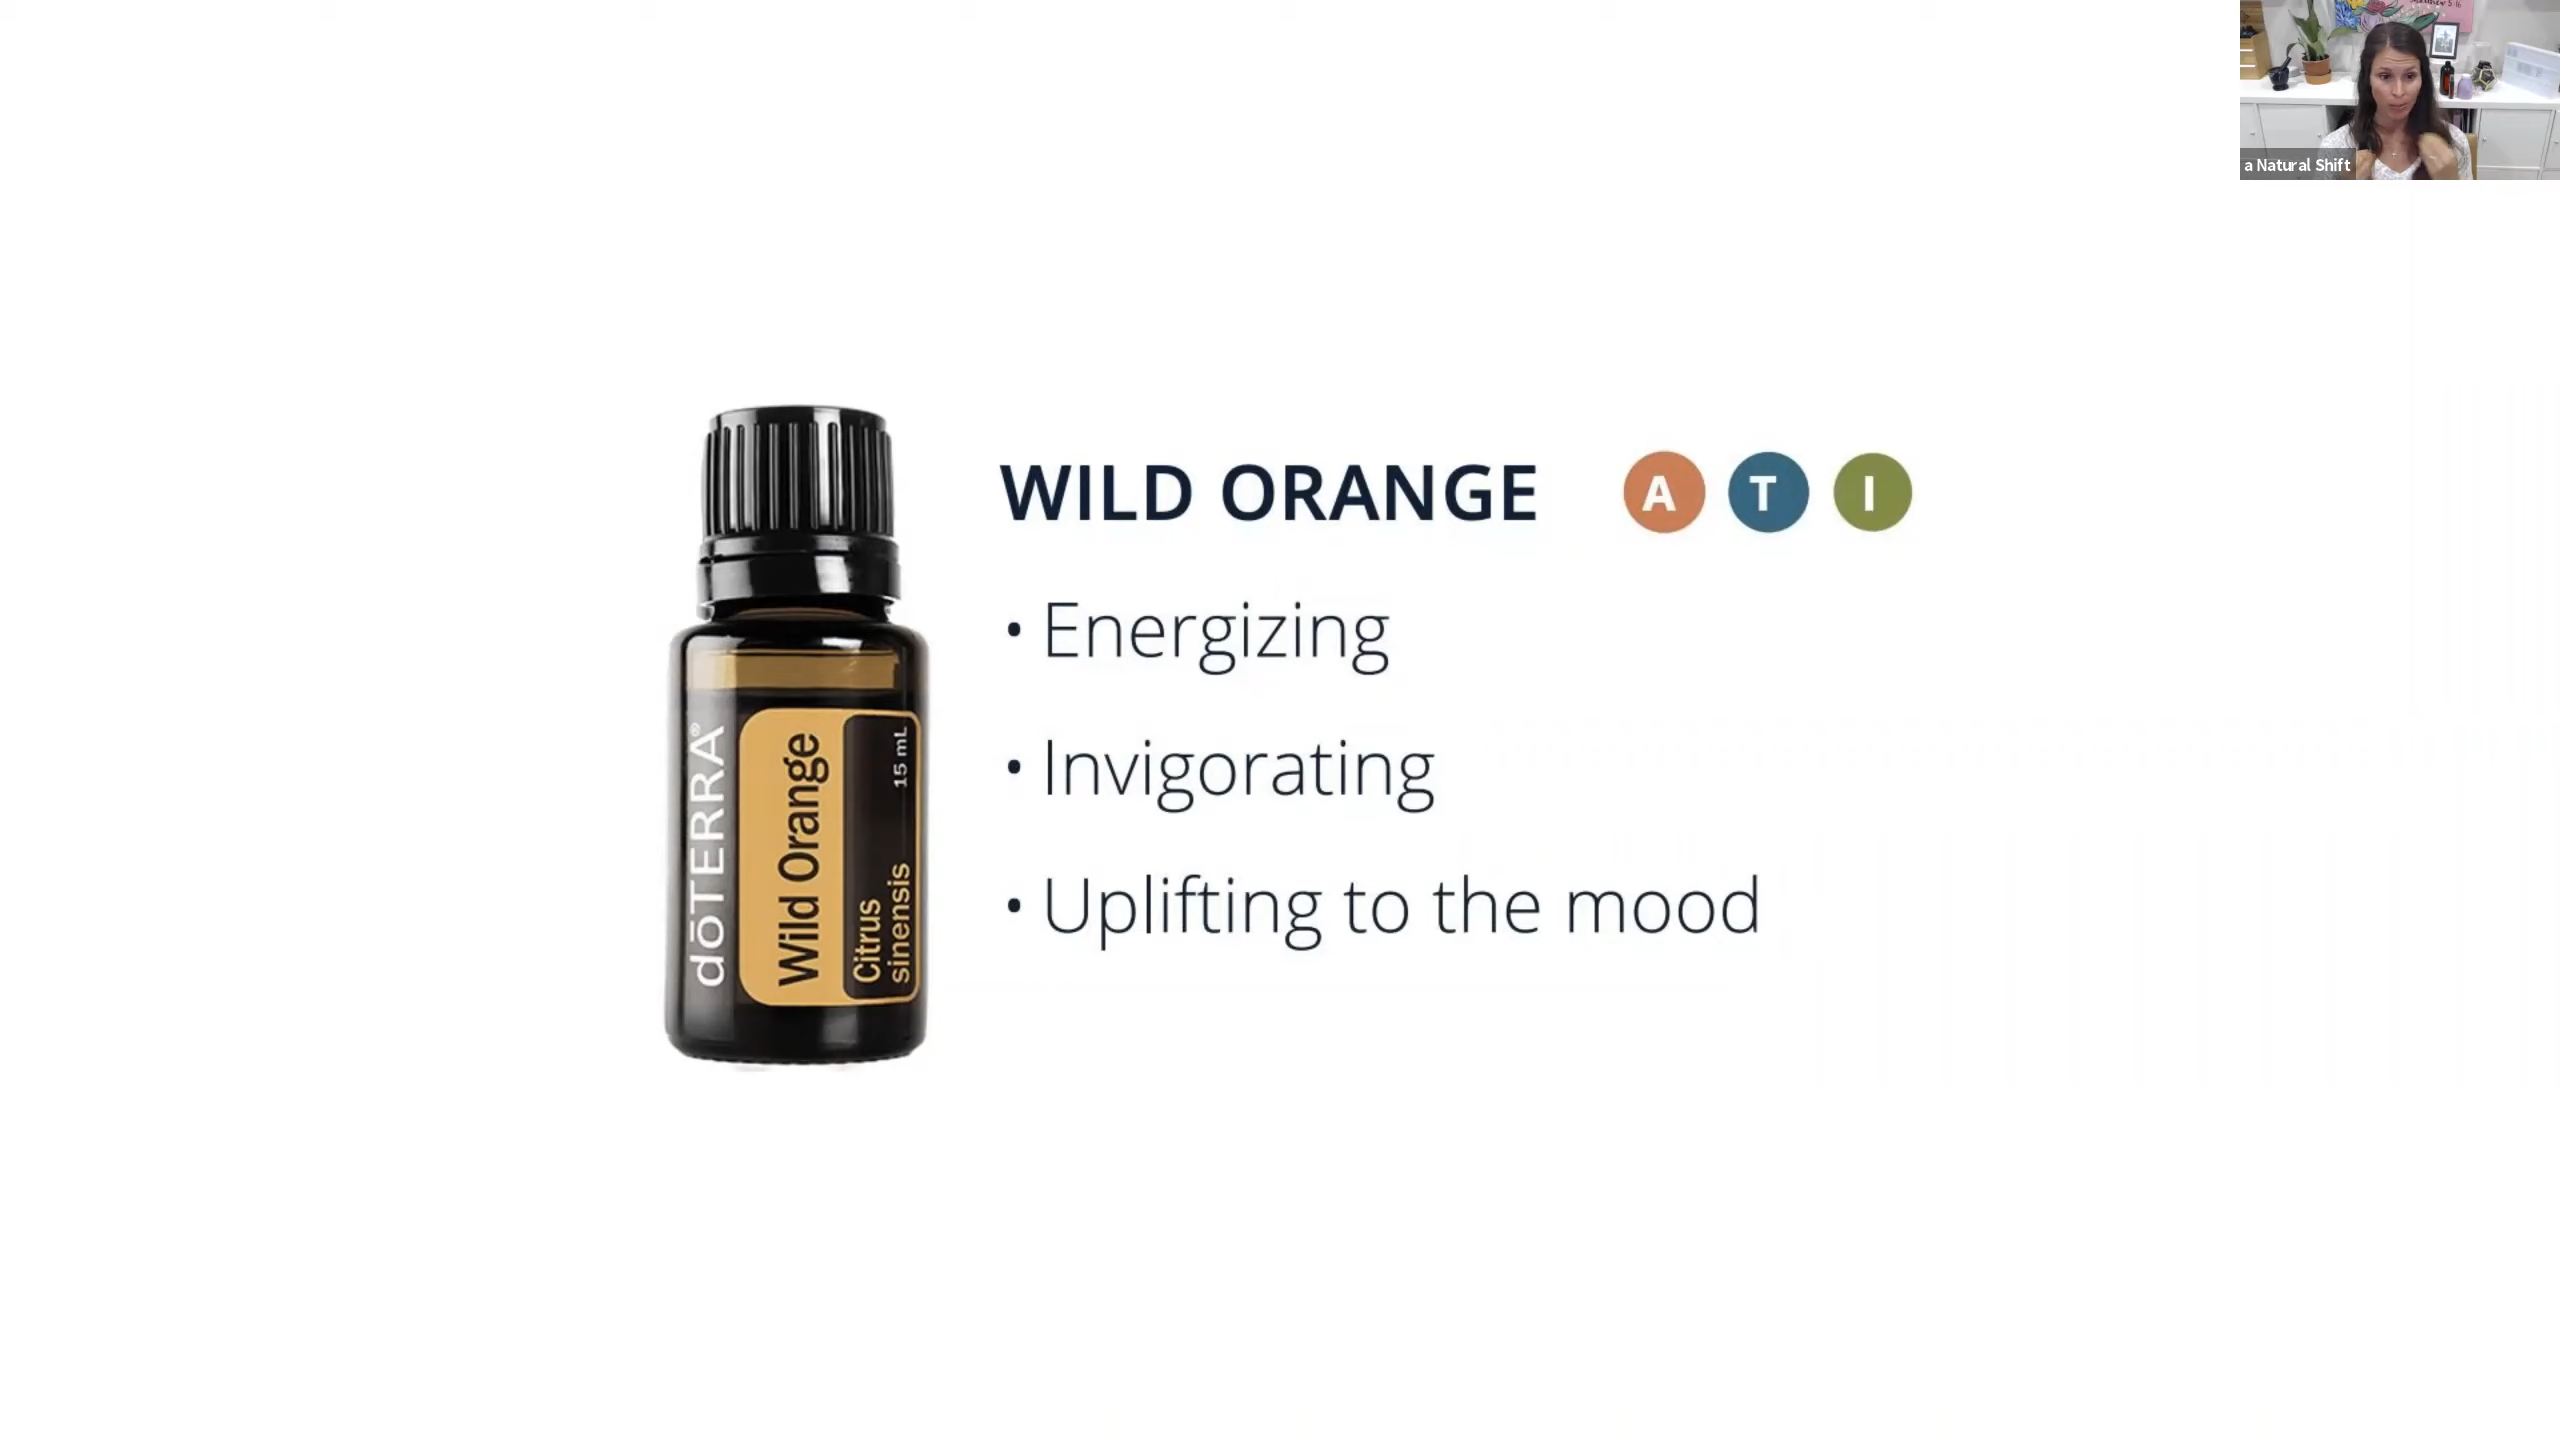 a Natural Shift
WILD ORANGE
A T I
• Energizing
• Invigorating
• Uplifting to the mood
dōTERRA®
Wild Orange
Citrus
sinensis
15 mL